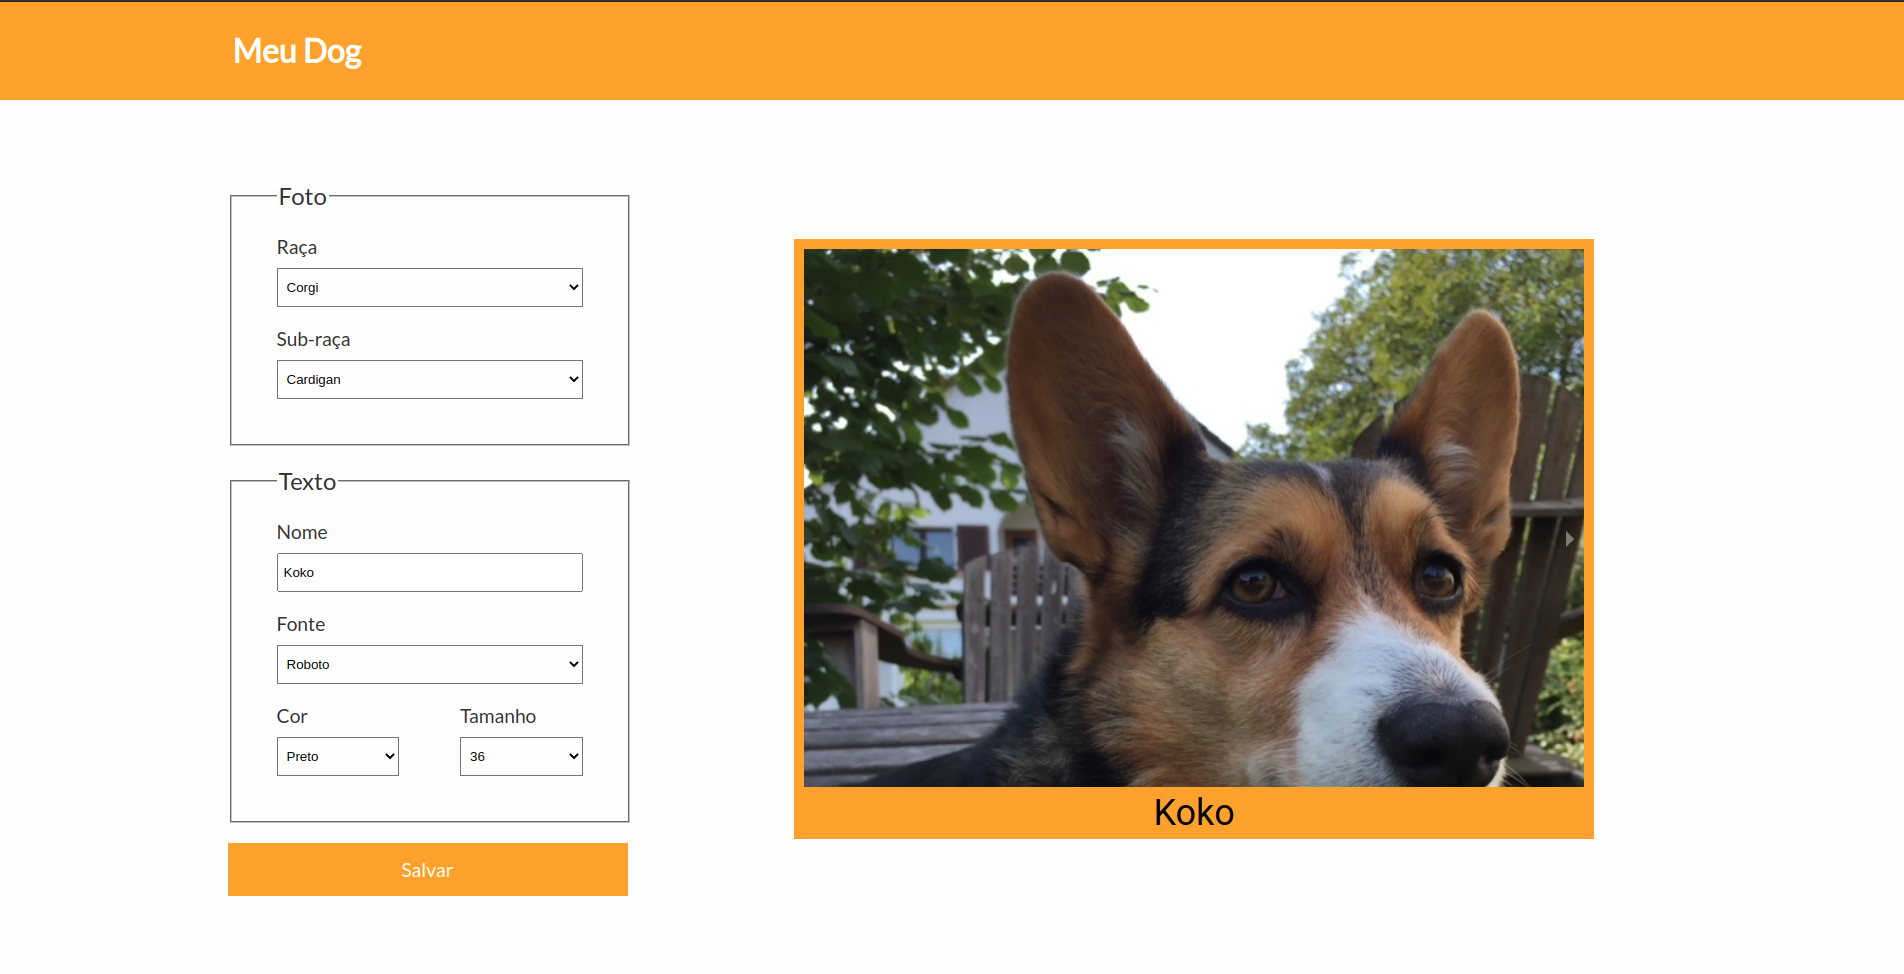 Meu Dog
Foto
Raça
Corgi
Sub-raça
Cardigan
Texto
Nome
Koko
Fonte
Roboto
Cor
Tamanho
Preto
36
Salvar
Koko